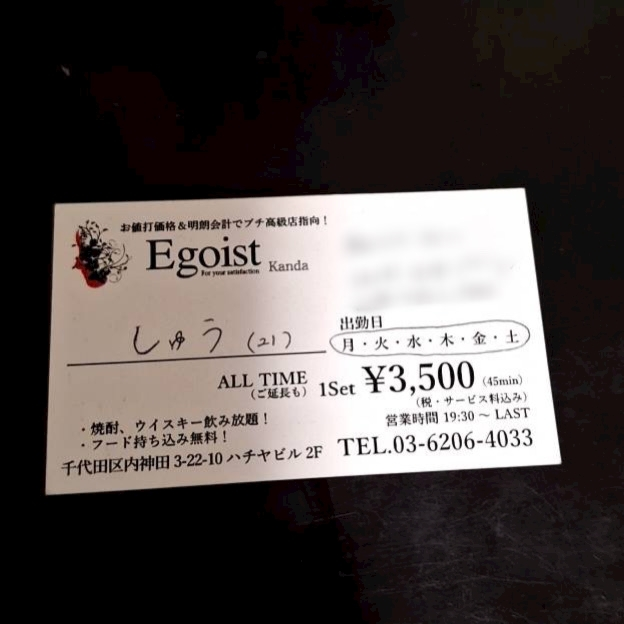 お値打価格&明朗会計でプチ高級店指向!
Egoist
For your satisfaction
Kanda
しゅう (21)
出勤日
月・火・水・木・金・土
ALL TIME
(ご延長も)
1Set ¥3,500 (45min)
(税・サービス料込み)
・焼酎、ウイスキー飲み放題!
・フード持ち込み無料!
営業時間 19:30 ~ LAST
千代田区内神田 3-22-10 ハチヤビル 2F
TEL.03-6206-4033